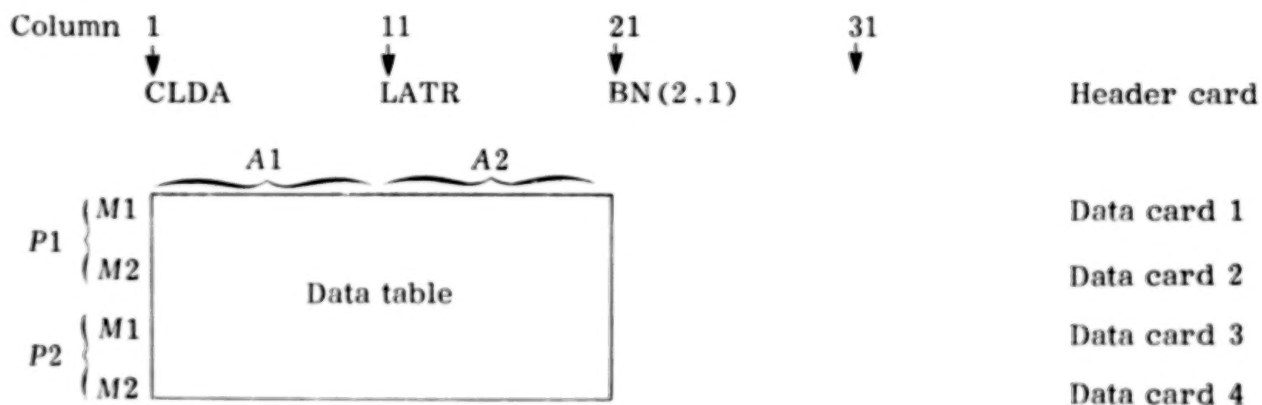 Column 1 11 21 31
CLDA LATR BN(2,1) Header card
A1 A2
M1 Data card 1
P1
M2 Data card 2
Data table
M1 Data card 3
P2
M2 Data card 4